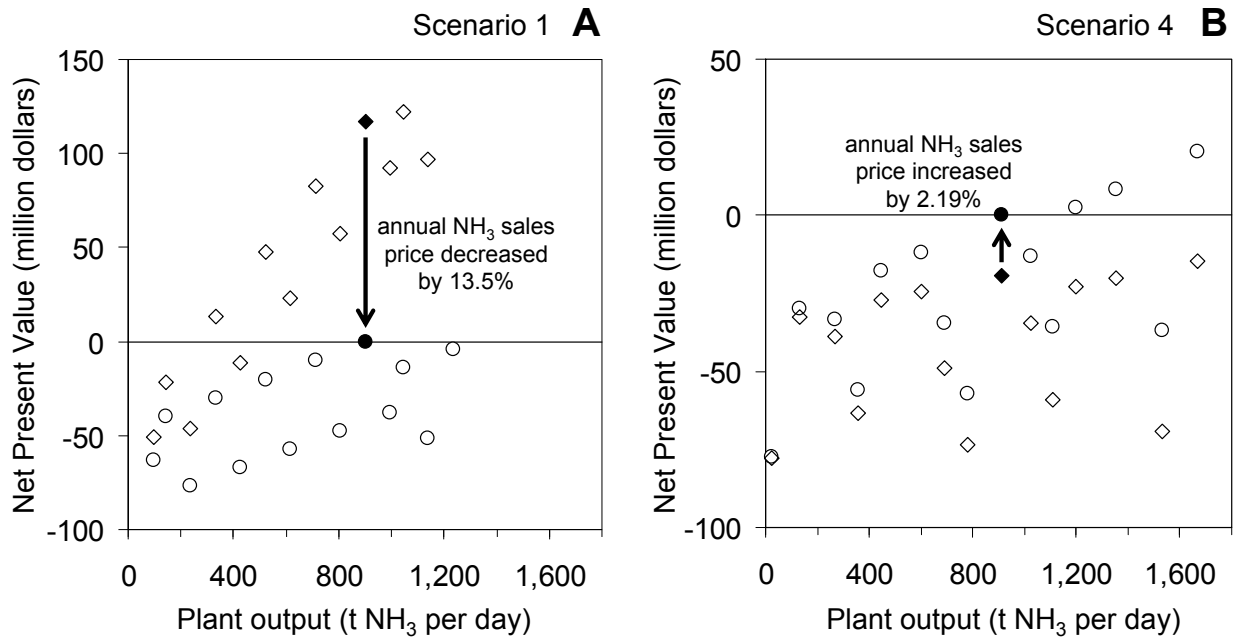 Scenario 1 A
150
100
50
0
-50
-100
Net Present Value (million dollars)
annual NH₃ sales
price decreased
by 13.5%
0 400 800 1,200 1,600
Plant output (t NH₃ per day)
Scenario 4 B
50
0
-50
-100
Net Present Value (million dollars)
annual NH₃ sales
price increased
by 2.19%
0 400 800 1,200 1,600
Plant output (t NH₃ per day)